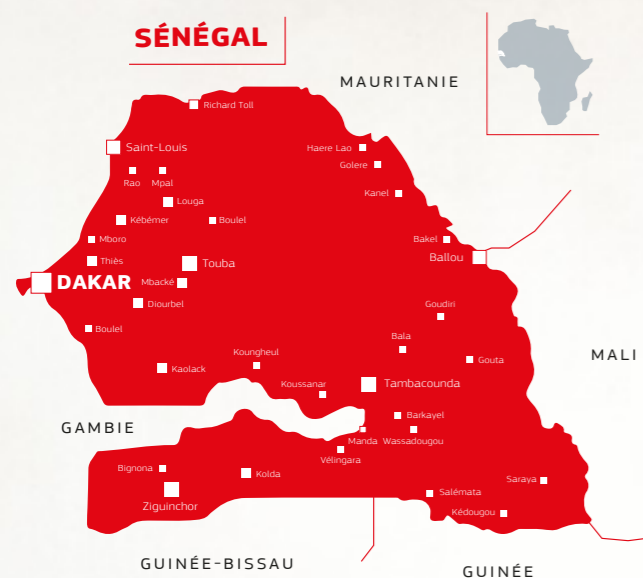 SÉNÉGAL
MAURITANIE
Richard Toll
Saint-Louis
Haere Lao
Golere
Rao
Mpal
Kanel
Louga
Kébémer
Boulel
Mboro
Bakel
Thiès
Touba
Ballou
DAKAR
Mbacké
Diourbel
Goudiri
Boulel
Bala
Koungheul
Gouta
MALI
Kaolack
Koussanar
Tambacounda
Barkayel
GAMBIE
Manda
Wassadougou
Vélingara
Bignona
Kolda
Saraya
Salémata
Ziguinchor
Kédougou
GUINÉE-BISSAU
GUINÉE